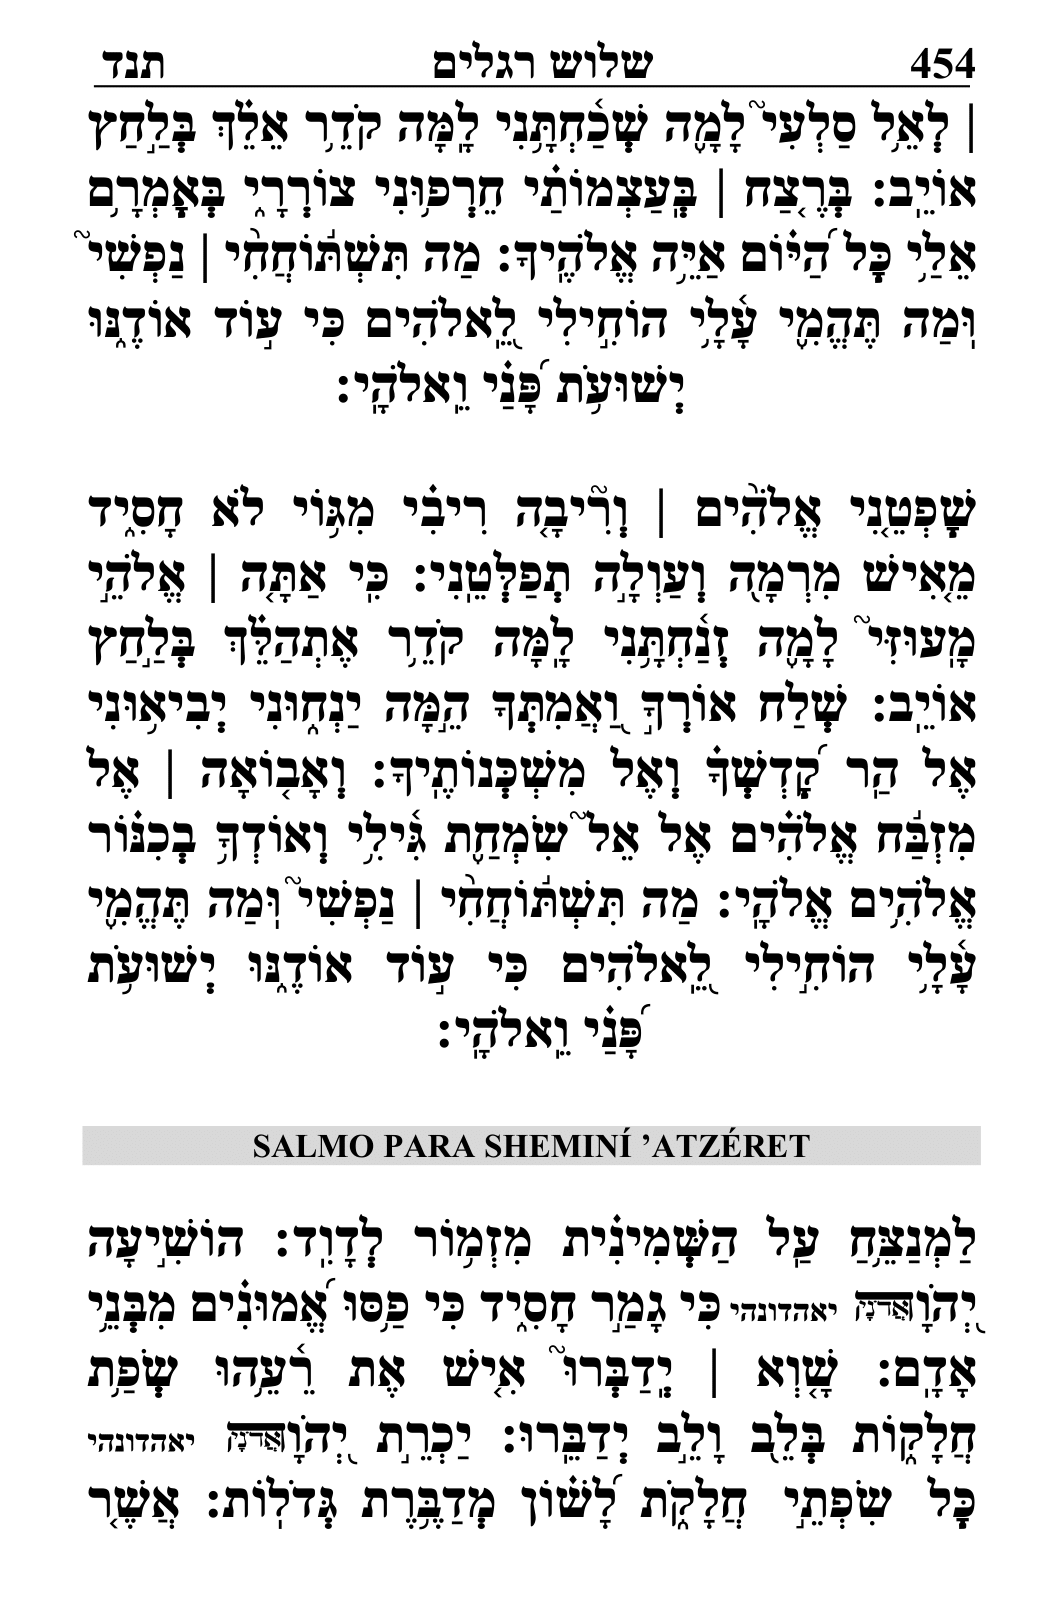 454 שלוש רגלים תנד
| לְאֵ֥ל סַלְעִי֮ לָמָ֪ה שְׁכַ֫חְתָּ֥נִי לָֽמָּה קֹדֵ֥ר אֵלֵ֗ךְ בְּלַ֣חַץ
אוֹיֵֽב׃ בְּרֶ֤צַח | בְּֽעַצְמוֹתַ֗י חֵרְפ֥וּנִי צוֹרְרָ֑י בְּאָמְרָ֥ם
אֵלַ֥י כָּל הַ֝יּ֗וֹם אַיֵּ֥ה אֱלֹהֶֽיךָ׃ מַה תִּשְׁתּ֬וֹחֲחִ֨י | נַפְשִׁי֮
וּֽמַה תֶּהֱמִ֪י עָ֫לָ֥י הוֹחִ֣ילִי לֵ֭אלֹהִים כִּי ע֣וֹד אוֹדֶ֑נּוּ
יְשׁוּעֹ֥ת פָּ֝נַ֗י וֵֽאלֹהָֽי׃
שָׁפְטֵ֤נִי אֱלֹהִ֨ים | וְרִ֘יבָ֤ה רִיבִ֗י מִגּ֥וֹי לֹא חָסִ֑יד
מֵ֤אִישׁ מִרְמָ֖ה וְעַוְלָ֣ה תְפַלְּטֵֽנִי׃ כִּֽי אַתָּ֤ה | אֱלֹהֵ֣י
מָֽעוּזִּי֮ לָמָ֪ה זְנַ֫חְתָּ֥נִי לָֽמָּה קֹדֵ֥ר אֶתְהַלֵּ֗ךְ בְּלַ֣חַץ
אוֹיֵֽב׃ שְׁלַח אוֹרְךָ֣ וַ֭אֲמִתְּךָ הֵ֣מָּה יַנְח֑וּנִי יְבִיא֥וּנִי
אֶל הַֽר קָ֝דְשְׁךָ֗ וְאֶל מִשְׁכְּנוֹתֶֽיךָ׃ וְאָב֤וֹאָה | אֶל
מִזְבַּ֬ח אֱלֹהִ֗ים אֶל אֵל֮ שִׂמְחַ֪ת גִּ֫ילִ֥י וְאוֹדְךָ֥ בְכִנּ֗וֹר
אֱלֹהִ֥ים אֱלֹהָֽי׃ מַה תִּשְׁתּ֬וֹחֲחִ֨י | נַפְשִׁי֮ וּֽמַה תֶּהֱמִ֪י
עָ֫לָ֥י הוֹחִ֣ילִי לֵ֭אלֹהִים כִּי ע֣וֹד אוֹדֶ֑נּוּ יְשׁוּעֹ֥ת
פָּ֝נַ֗י וֵֽאלֹהָֽי׃
SALMO PARA SHEMINÍ ’ATZÉRET
לַמְנַצֵּ֥חַ עַֽל הַשְּׁמִינִ֗ית מִזְמ֥וֹר לְדָוִֽד׃ הוֹשִׁ֣יעָה
יְ֭הֹוָה אֲדֹנָי יאהדונהי כִּי גָמַ֣ר חָסִ֑יד כִּי פַ֥סּוּ אֱ֝מוּנִ֗ים מִבְּנֵ֥י
אָדָֽם׃ שָׁ֤וְא | יְֽדַבְּרוּ֮ אִ֤ישׁ אֶת רֵ֫עֵ֥הוּ שְׂפַ֥ת
חֲלָק֑וֹת בְּלֵ֖ב וָלֵ֣ב יְדַבֵּֽרוּ׃ יַכְרֵ֣ת יְ֭הֹוָה אֲדֹנָי יאהדונהי
כָּל שִׂפְתֵ֣י חֲלָק֑וֹת לָ֝שׁ֗וֹן מְדַבֶּ֥רֶת גְּדֹלֽוֹת׃ אֲשֶׁ֤ר